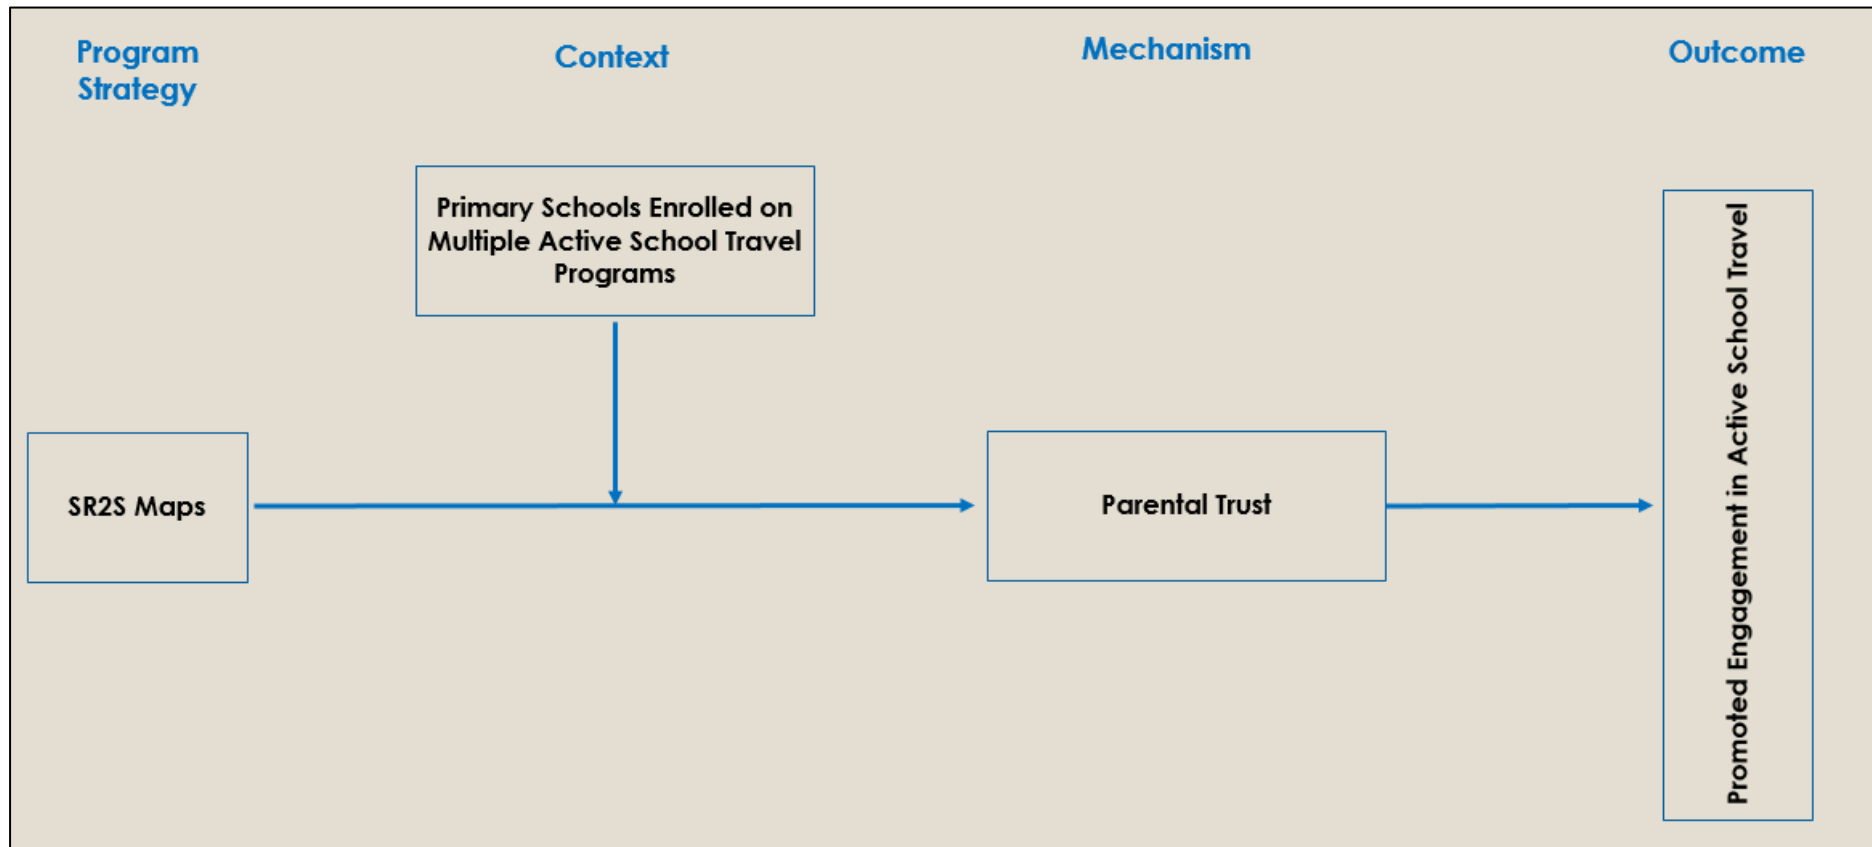 Program
Strategy
Context
Mechanism
Outcome
Primary Schools Enrolled on
Multiple Active School Travel
Programs
SR2S Maps
Parental Trust
Promoted Engagement in Active School Travel